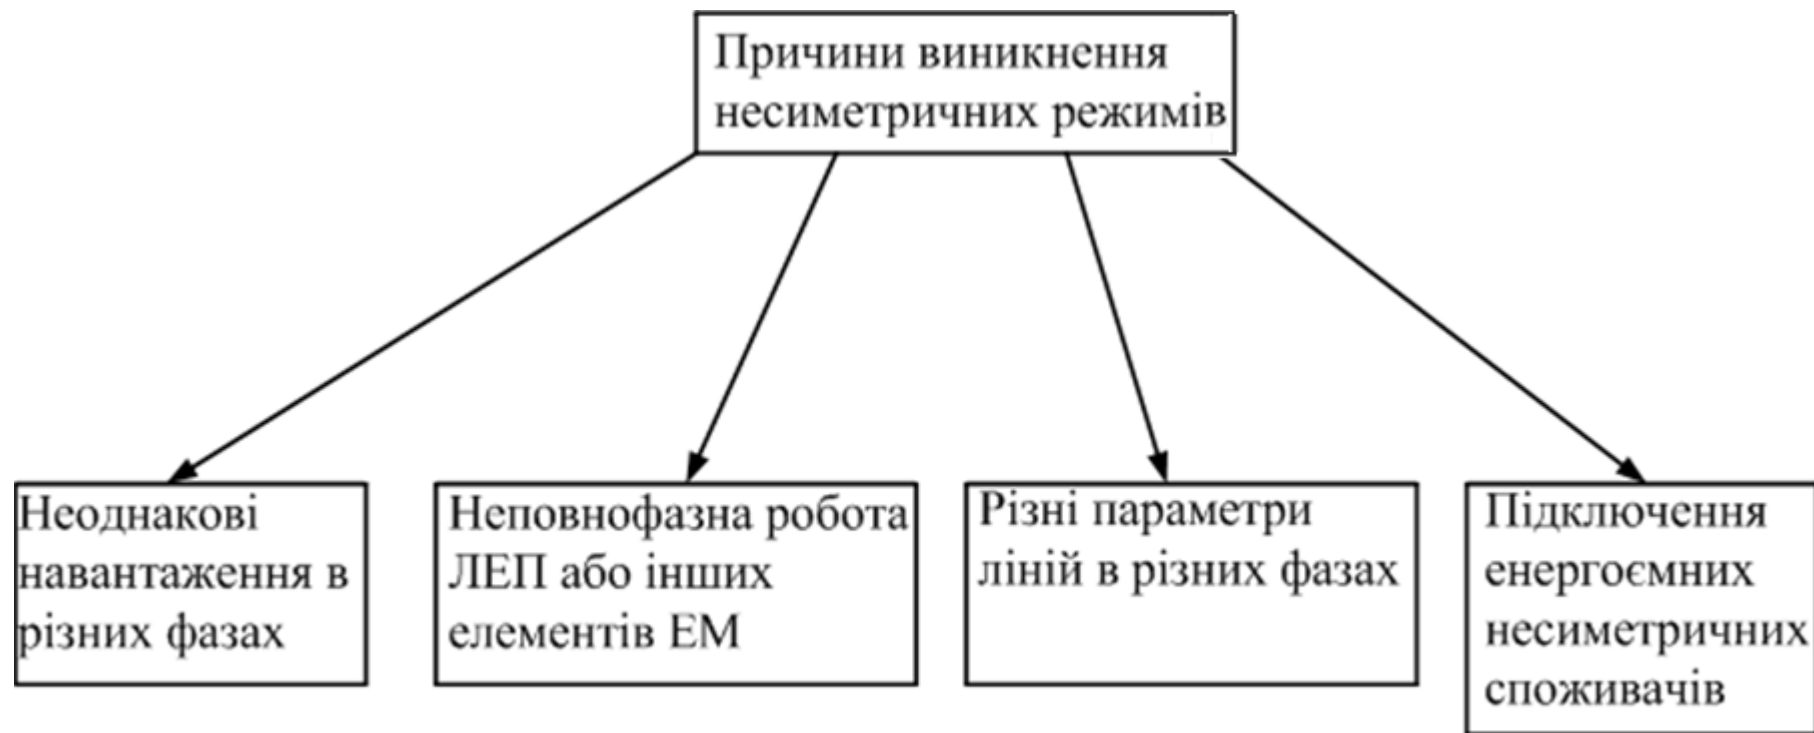 Причини виникнення
несиметричних режимів
Неоднакові
навантаження в
різних фазах
Неповнофазна робота
ЛЕП або інших
елементів ЕМ
Різні параметри
ліній в різних фазах
Підключення
енергоємних
несиметричних
споживачів